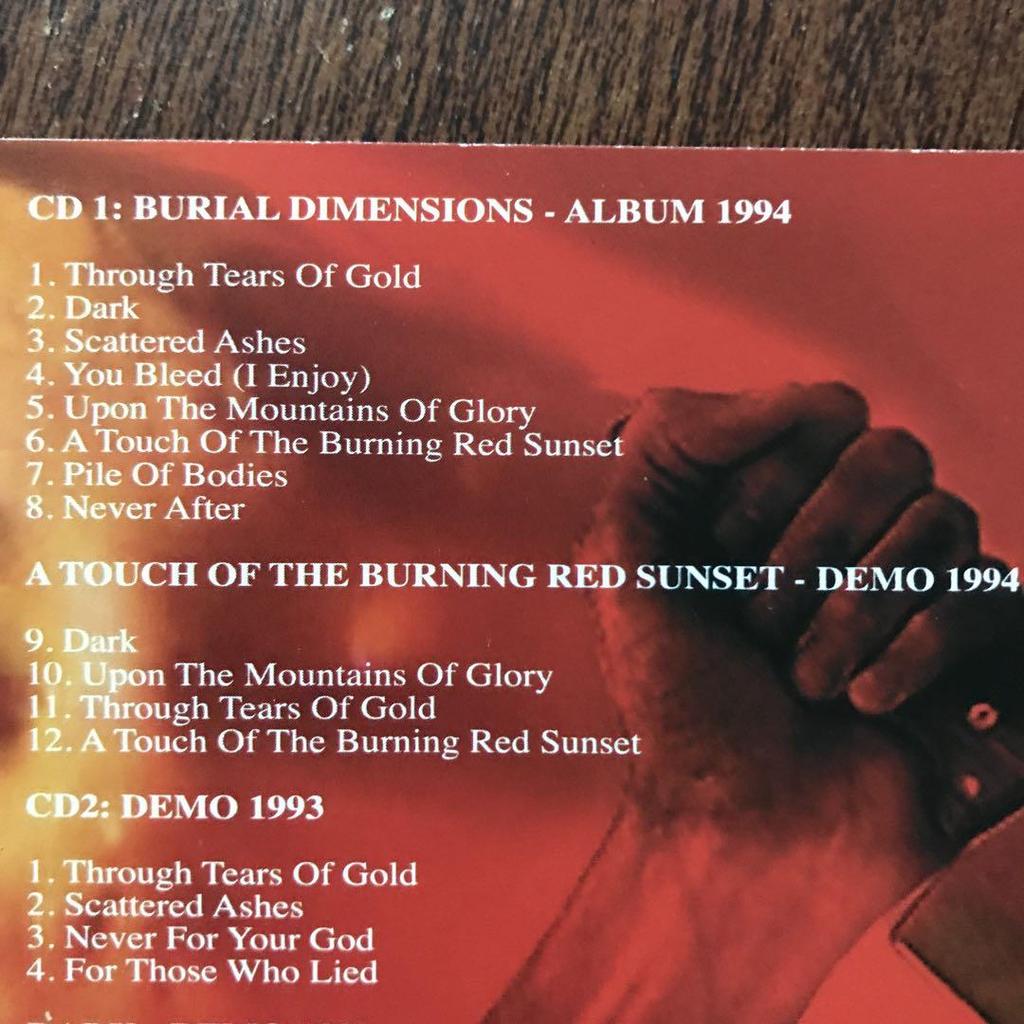 CD 1: BURIAL DIMENSIONS - ALBUM 1994
1. Through Tears Of Gold
2. Dark
3. Scattered Ashes
4. You Bleed (I Enjoy)
5. Upon The Mountains Of Glory
6. A Touch Of The Burning Red Sunset
7. Pile Of Bodies
8. Never After
A TOUCH OF THE BURNING RED SUNSET - DEMO 1994
9. Dark
10. Upon The Mountains Of Glory
11. Through Tears Of Gold
12. A Touch Of The Burning Red Sunset
CD2: DEMO 1993
1. Through Tears Of Gold
2. Scattered Ashes
3. Never For Your God
4. For Those Who Lied